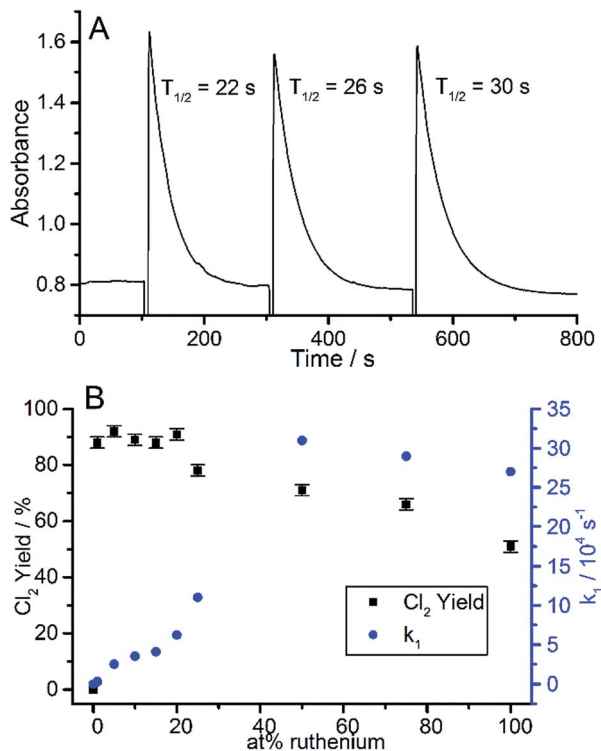 A
T1/2 = 22 s
T1/2 = 26 s
T1/2 = 30 s
Absorbance
1.6
1.4
1.2
1.0
0.8
0
200
400
600
800
Time / s
B
Cl2 Yield / %
100
80
60
40
20
0
35
30
25
20
15
10
5
0
k1 / 10^4 s^-1
Cl2 Yield
k1
0
20
40
60
80
100
at% ruthenium